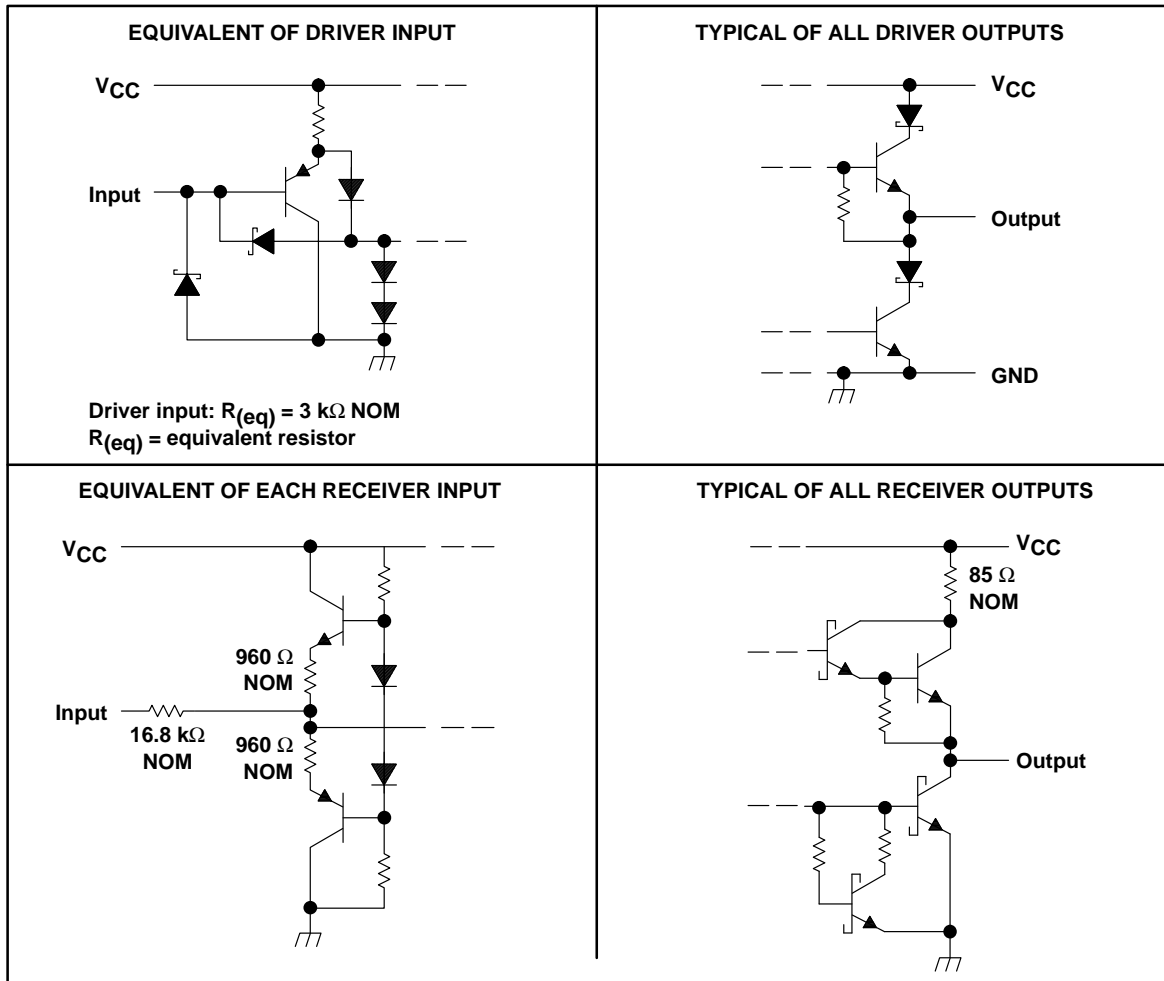 EQUIVALENT OF DRIVER INPUT
VCC
Input
Driver input: R(eq) = 3 kΩ NOM
R(eq) = equivalent resistor
TYPICAL OF ALL DRIVER OUTPUTS
VCC
Output
GND
EQUIVALENT OF EACH RECEIVER INPUT
VCC
960 Ω
NOM
Input
16.8 kΩ
NOM
960 Ω
NOM
TYPICAL OF ALL RECEIVER OUTPUTS
VCC
85 Ω
NOM
Output